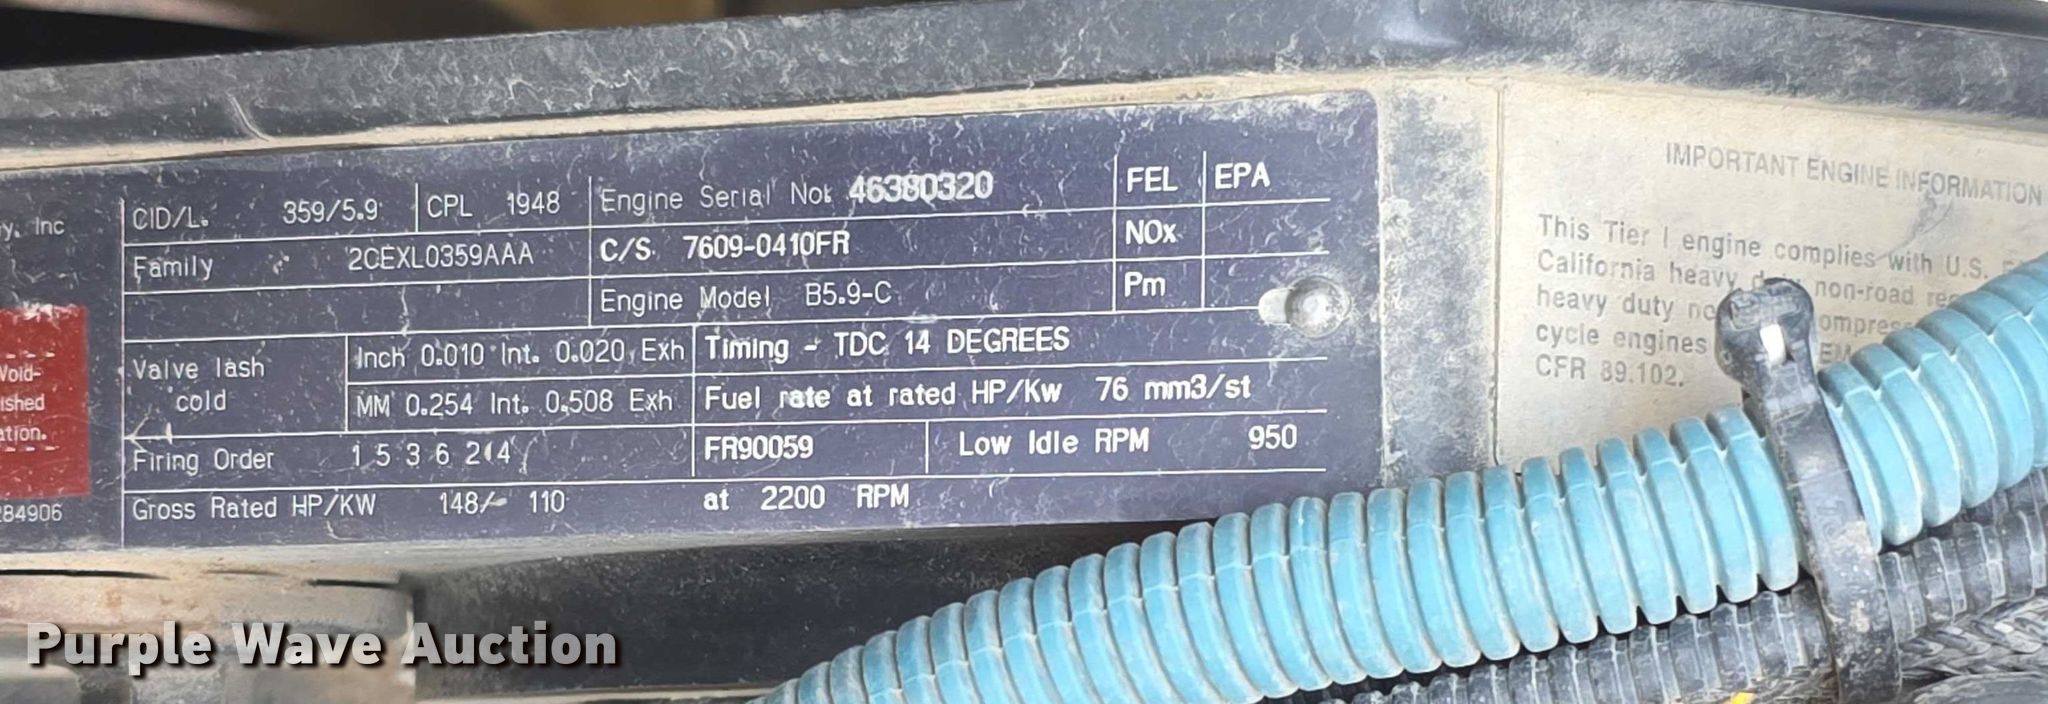 y. Inc
Void-
ished
ation.
284906
CID/L. 359/5.9 CPL 1948 Engine Serial No. 46380320 FEL EPA
Family 2CEXL0359AAA C/S 7609-0410FR NOx
Engine Model B5.9-C Pm
Valve lash cold
Inch 0.010 Int. 0.020 Exh Timing - TDC 14 DEGREES
MM 0.254 Int. 0.508 Exh Fuel rate at rated HP/Kw 76 mm3/st
Firing Order 1 5 3 6 2 4 FR90059 Low Idle RPM 950
Gross Rated HP/KW 148/ 110 at 2200 RPM
IMPORTANT ENGINE INFORMATION
This Tier 1 engine complies with U.S.
California heavy non-road
heavy duty
cycle engines
CFR 89.102.
Purple Wave Auction